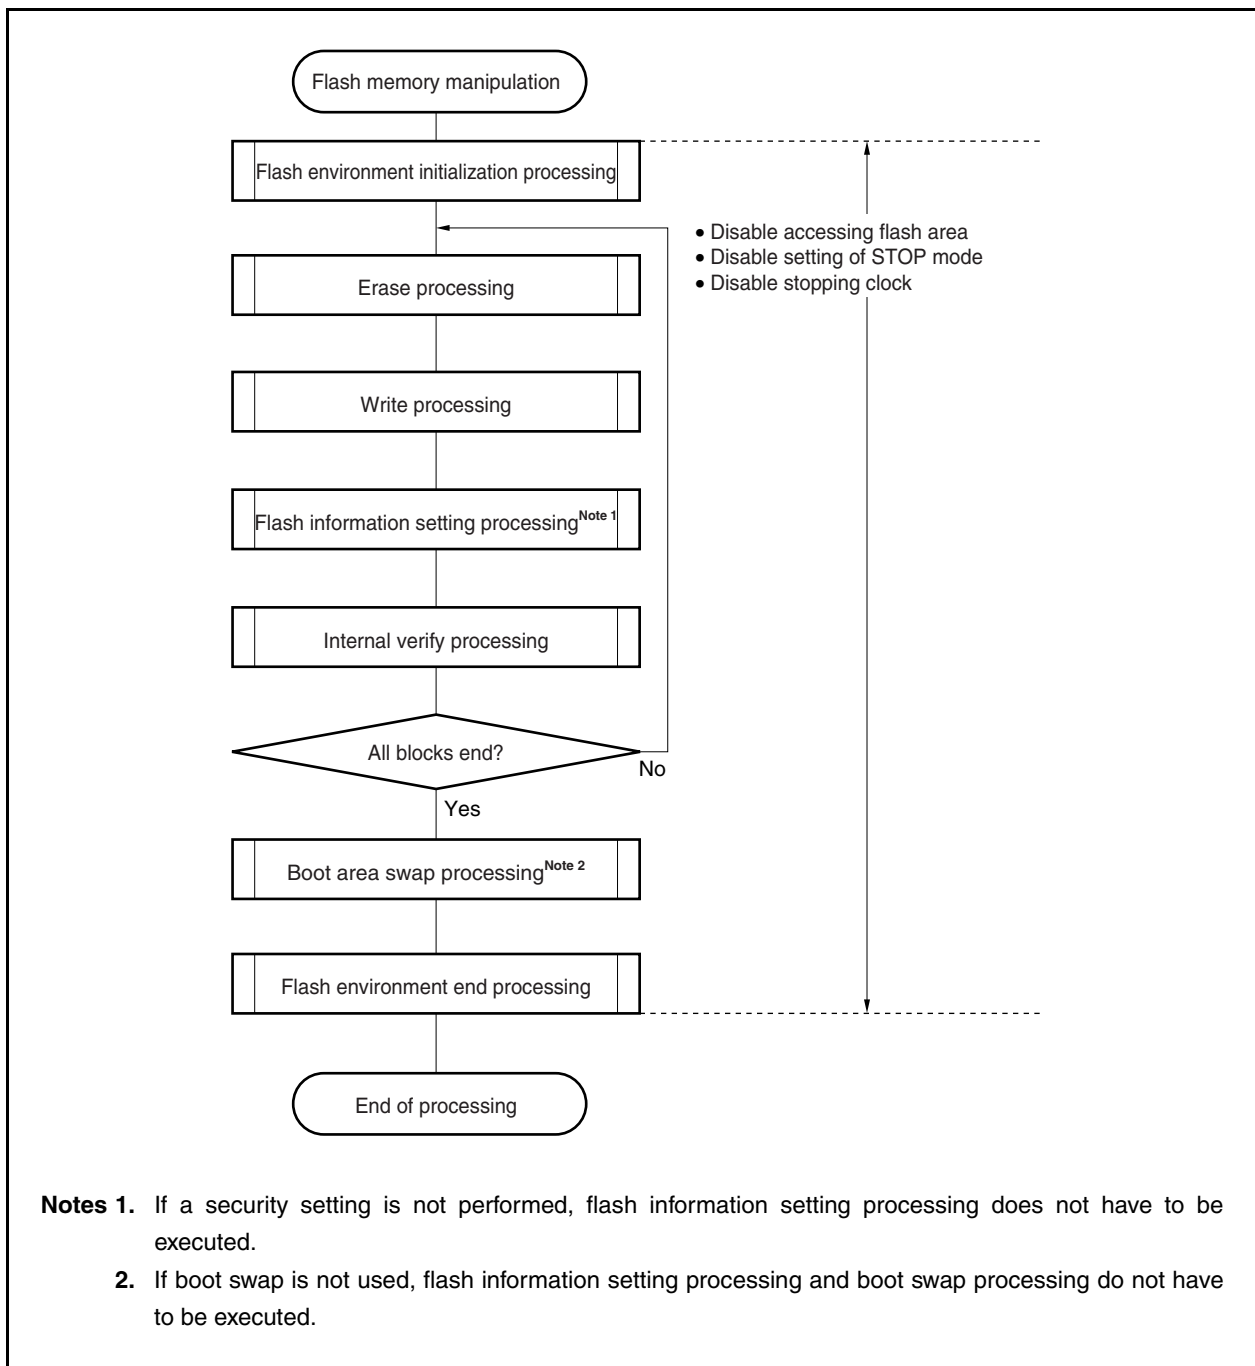 Flash memory manipulation
Flash environment initialization processing
• Disable accessing flash area
• Disable setting of STOP mode
• Disable stopping clock
Erase processing
Write processing
Flash information setting processingNote 1
Internal verify processing
All blocks end?
No
Yes
Boot area swap processingNote 2
Flash environment end processing
End of processing
Notes 1. If a security setting is not performed, flash information setting processing does not have to be
executed.
2. If boot swap is not used, flash information setting processing and boot swap processing do not have
to be executed.